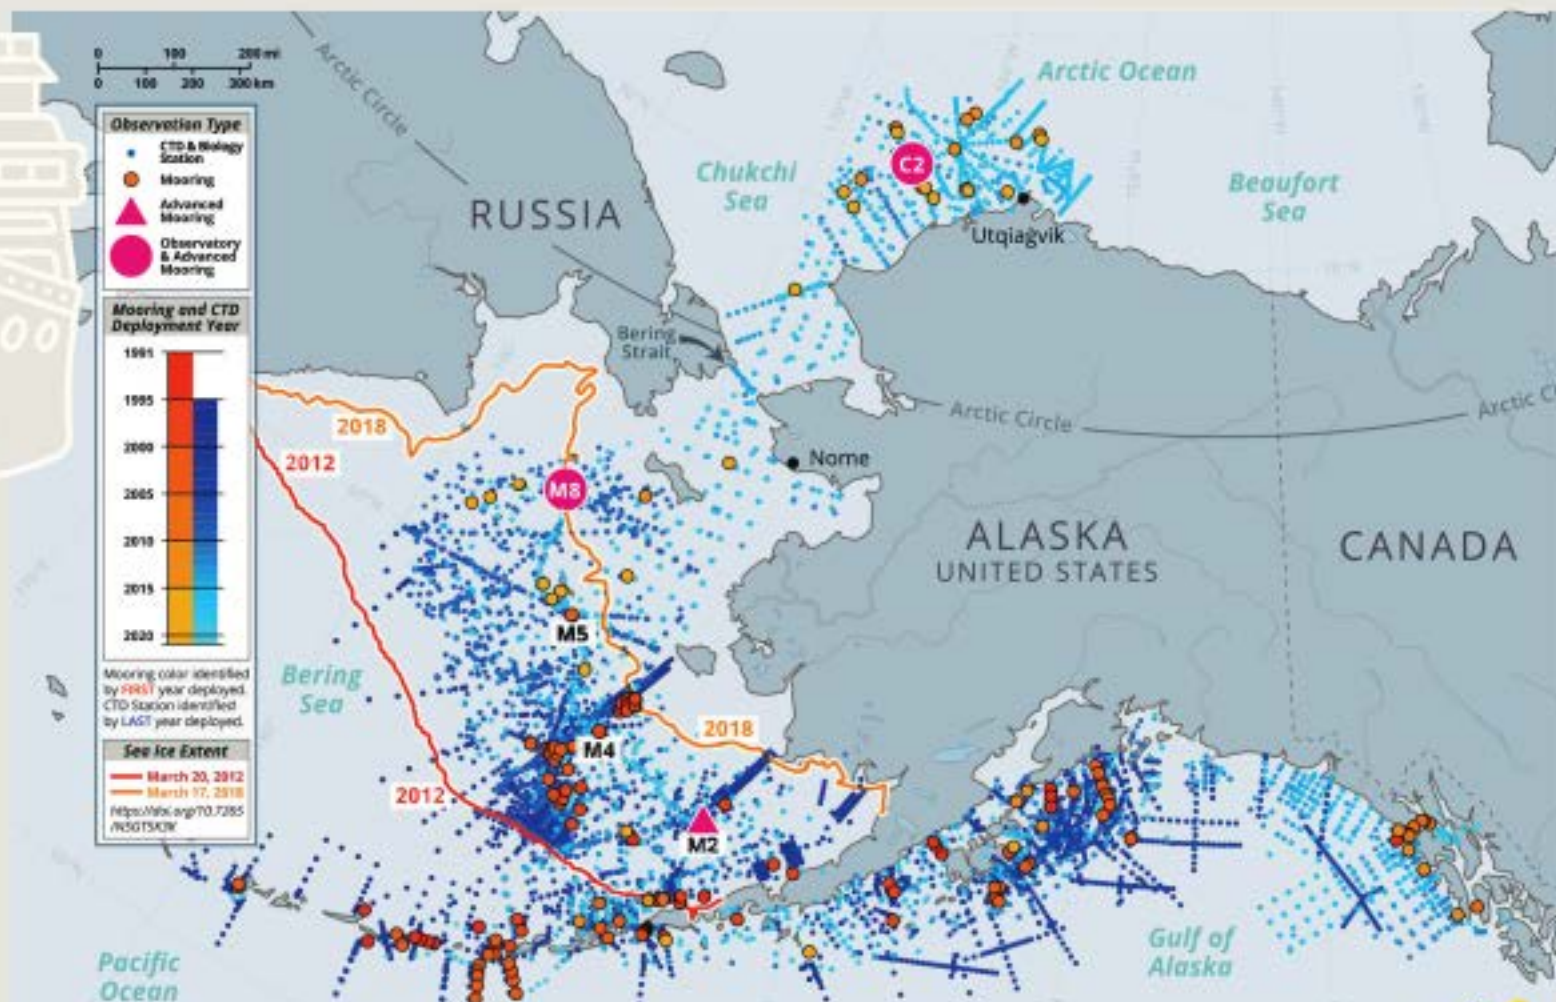 0 100 200 mi
0 100 200 300 km
Observation Type
CTD & Biology
Station
Mooring
Advanced
Mooring
Observatory
& Advanced
Mooring
Mooring and CTD
Deployment Year
1991
1995
2000
2005
2010
2015
2020
Mooring color identified
by FIRST year deployed.
CTD Station identified
by LAST year deployed.
Sea Ice Extent
March 20, 2012
March 17, 2018
Arctic Circle
Arctic Ocean
Chukchi
Sea
C2
Beaufort
Sea
RUSSIA
Utqiaġvik
Bering
Strait
2018
Arctic Circle
Arctic C
2012
Nome
M8
ALASKA
UNITED STATES
CANADA
M5
Bering
Sea
2018
M4
2012
M2
Gulf of
Alaska
Pacific
Ocean